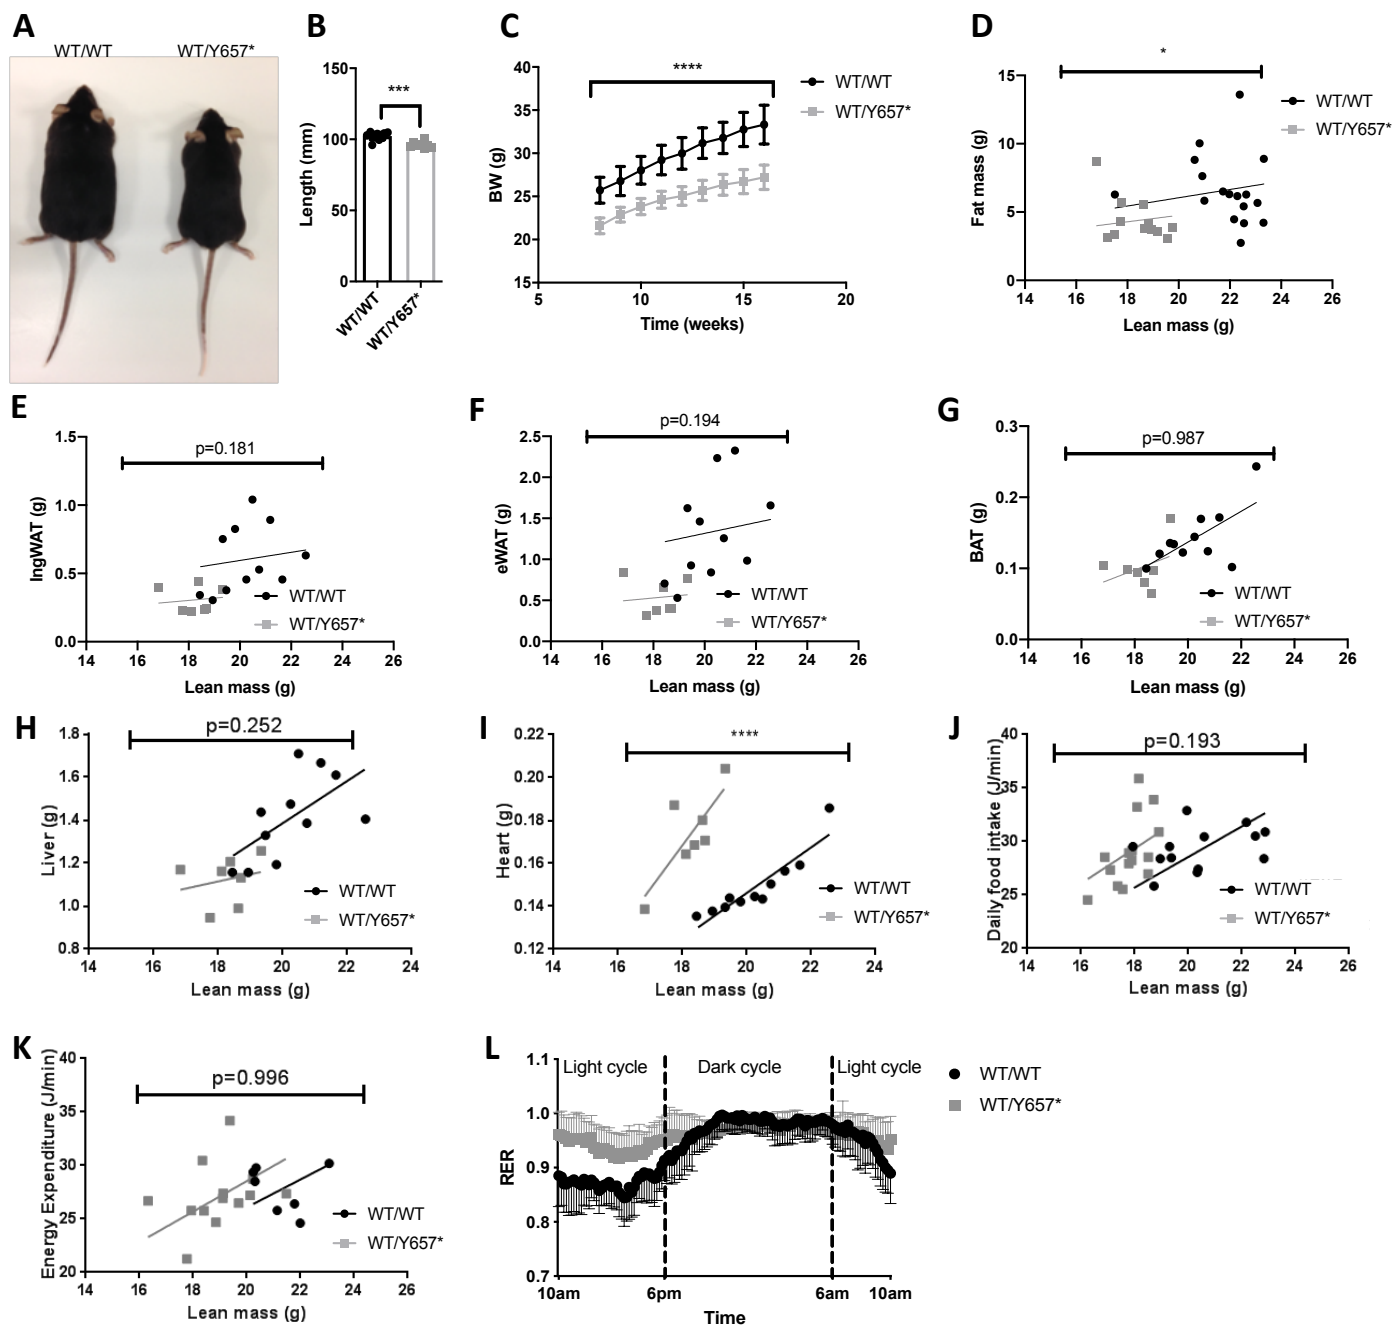 A
WT/WT
WT/Y657*
B
150
100
50
0
Length (mm)
***
WT/WT
WT/Y657*
C
40
35
30
25
20
15
BW (g)
****
5
10
15
20
Time (weeks)
WT/WT
WT/Y657*
D
*
15
10
5
0
Fat mass (g)
14
16
18
20
22
24
26
Lean mass (g)
WT/WT
WT/Y657*
E
p=0.181
1.5
1.0
0.5
0.0
IngWAT (g)
14
16
18
20
22
24
26
Lean mass (g)
WT/WT
WT/Y657*
F
p=0.194
2.5
2.0
1.5
1.0
0.5
0.0
eWAT (g)
14
16
18
20
22
24
26
Lean mass (g)
WT/WT
WT/Y657*
G
p=0.987
0.3
0.2
0.1
0.0
BAT (g)
14
16
18
20
22
24
26
Lean mass (g)
WT/WT
WT/Y657*
H
p=0.252
1.8
1.6
1.4
1.2
1.0
0.8
Liver (g)
14
16
18
20
22
24
Lean mass (g)
WT/WT
WT/Y657*
I
****
0.22
0.20
0.18
0.16
0.14
0.12
Heart (g)
14
16
18
20
22
24
Lean mass (g)
WT/WT
WT/Y657*
J
p=0.193
40
35
30
25
20
Daily food intake (J/min)
14
16
18
20
22
24
26
Lean mass (g)
WT/WT
WT/Y657*
K
p=0.996
40
35
30
25
20
Energy Expenditure (J/min)
14
16
18
20
22
24
26
Lean mass (g)
WT/WT
WT/Y657*
L
1.1
1.0
0.9
0.8
0.7
RER
Light cycle
Dark cycle
Light cycle
10am
6pm
6am
10am
Time
WT/WT
WT/Y657*